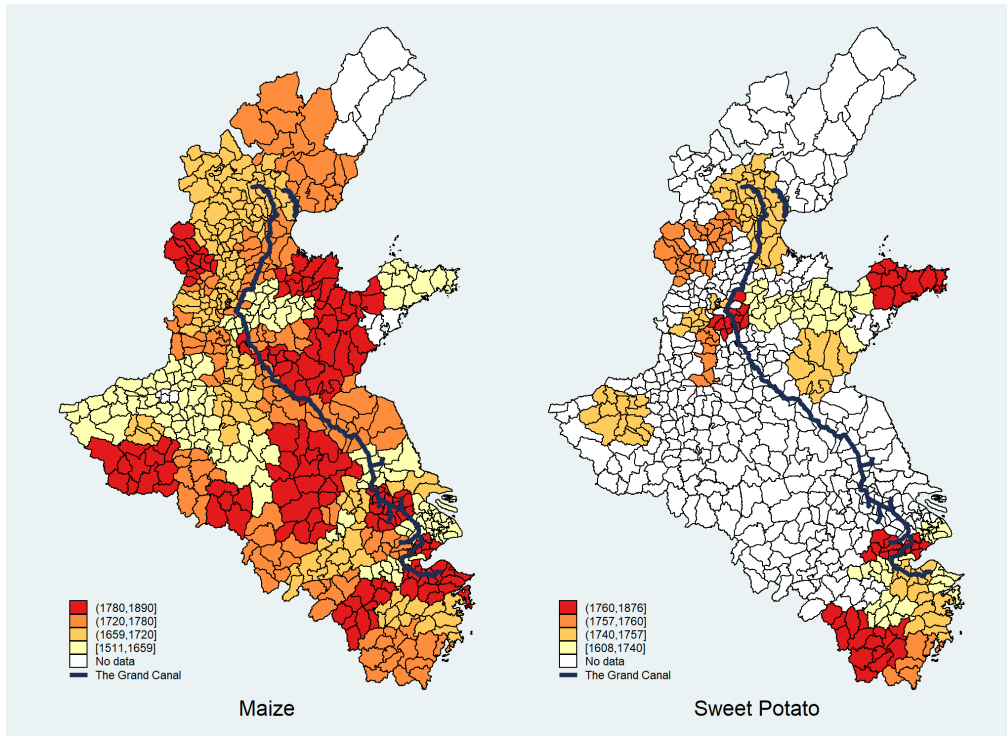 (1780,1890]
(1720,1780]
(1659,1720]
[1511,1659]
No data
The Grand Canal
Maize
(1760,1876]
(1757,1760]
(1740,1757]
[1608,1740]
No data
The Grand Canal
Sweet Potato